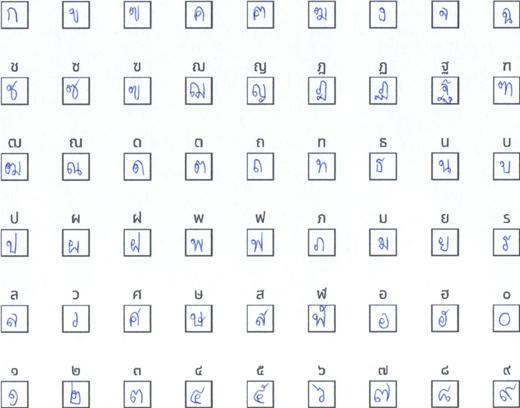 ก ข ฃ ค ฅ ฆ ง จ ฉ
ช ซ ฃ ฌ ญ ฎ ฏ ฐ ฑ
ช ซ ฃ ฌ ญ ฎ ฏ ฐ ฑ
ฒ ณ ด ต ถ ท ธ น บ
ฒ ณ ด ต ถ ท ธ น บ
ป ผ ฝ พ ฟ ภ ม ย ร
ป ผ ฝ พ ฟ ภ ม ย ร
ล ว ศ ษ ส ฬ อ ฮ ๐
ล ว ศ ษ ส ฬ อ ฮ ๐
๑ ๒ ๓ ๔ ๕ ๖ ๗ ๘ ๙
๑ ๒ ๓ ๔ ๕ ๖ ๗ ๘ ๙